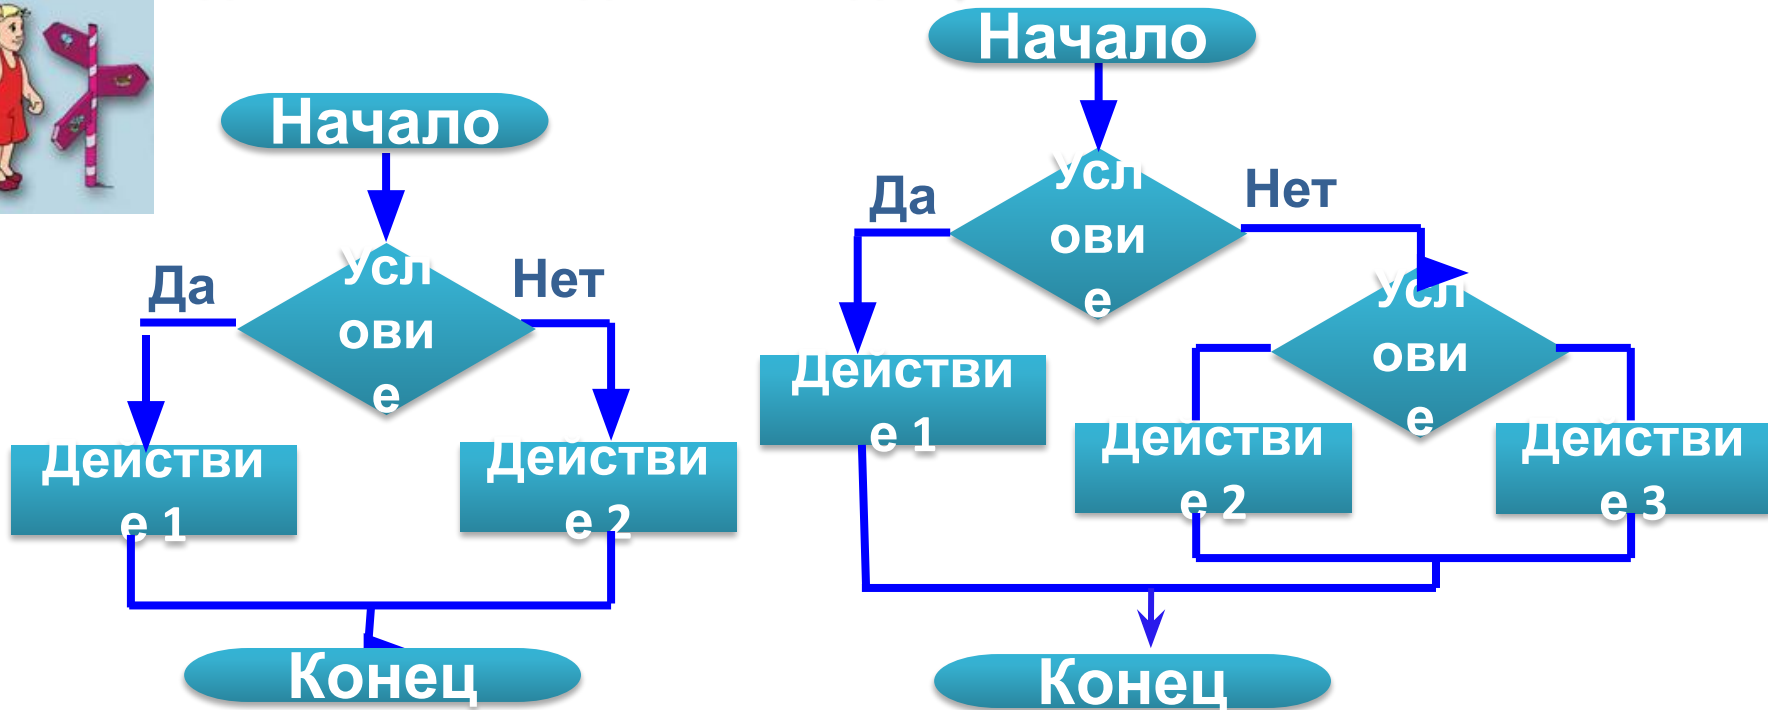 Начало
Да
Нет
Усл
ови
е
Действи
е 1
Действи
е 2
Конец
Начало
Да
Нет
Усл
ови
е
Усл
ови
е
Действи
е 1
Действи
е 2
Действи
е 3
Конец